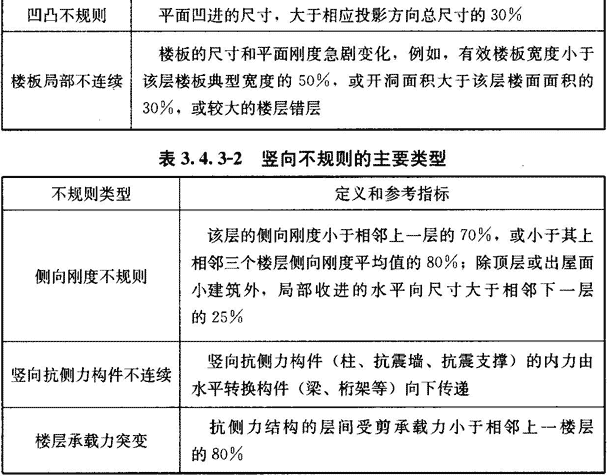 凹凸不规则
平面凹进的尺寸，大于相应投影方向总尺寸的30%
楼板局部不连续
楼板的尺寸和平面刚度急剧变化，例如，有效楼板宽度小于
该层楼板典型宽度的50%，或开洞面积大于该层楼面面积的
30%，或较大的楼层错层
表3.4.3-2 竖向不规则的主要类型
不规则类型
定义和参考指标
侧向刚度不规则
该层的侧向刚度小于相邻上一层的70%，或小于其上
相邻三个楼层侧向刚度平均值的80%；除顶层或出屋面
小建筑外，局部收进的水平向尺寸大于相邻下一层
的25%
竖向抗侧力构件不连续
竖向抗侧力构件（柱、抗震墙、抗震支撑）的内力由
水平转换构件（梁、桁架等）向下传递
楼层承载力突变
抗侧力结构的层间受剪承载力小于相邻上一楼层
的80%